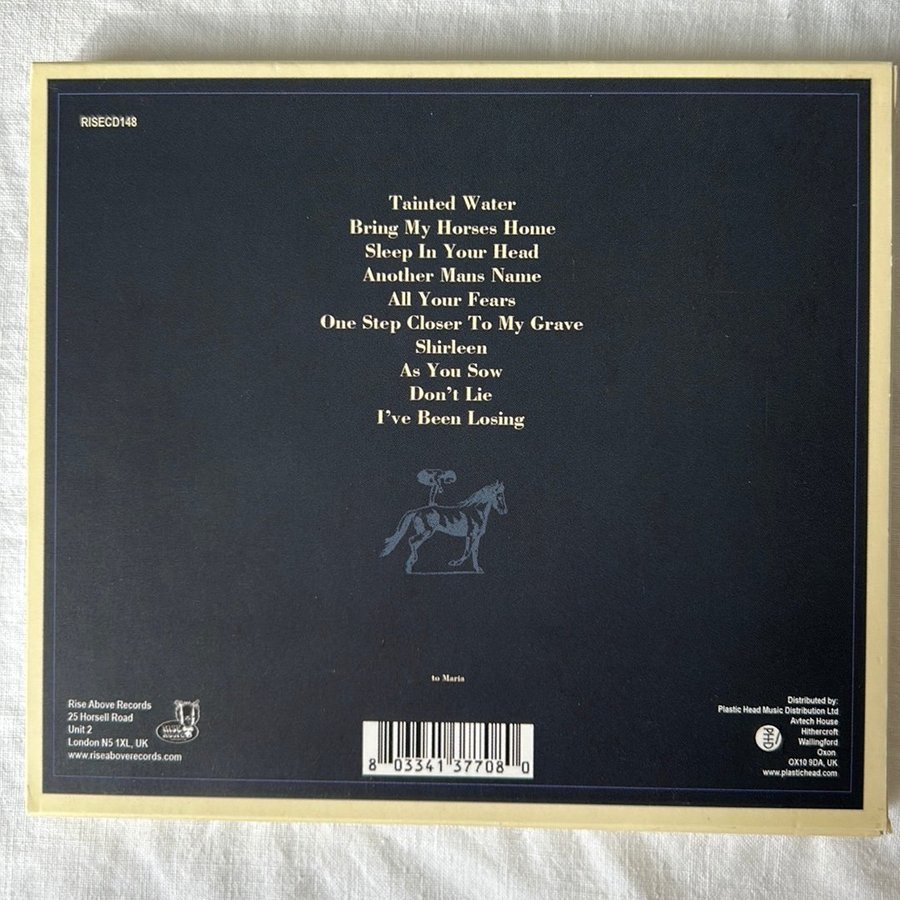 RISECD148
Tainted Water
Bring My Horses Home
Sleep In Your Head
Another Mans Name
All Your Fears
One Step Closer To My Grave
Shirleen
As You Sow
Don't Lie
I've Been Losing
to Maria
Rise Above Records
25 Horsell Road
Unit 2
London N5 1XL, UK
www.riseaboverecords.com
8 03341 37708 0
Distributed by:
Plastic Head Music Distribution Ltd
Avtech House
Hithercroft
Wallingford
Oxon
OX10 9DA, UK
www.plastichead.com
PHD